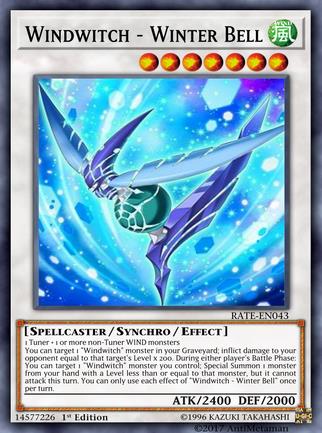 Windwitch - Winter Bell
WIND
風
RATE-EN043
[Spellcaster / Synchro / Effect]
1 Tuner + 1 or more non-Tuner WIND monsters
You can target 1 "Windwitch" monster in your Graveyard; inflict damage to your
opponent equal to that target's Level x 200. During either player's Battle Phase:
You can target 1 "Windwitch" monster you control; Special Summon 1 monster
from your hand with a Level less than or equal to that monster, but it cannot
attack this turn. You can only use each effect of "Windwitch - Winter Bell" once
per turn.
ATK/2400 DEF/2000
14577226 1st Edition ©1996 KAZUKI TAKAHASHI
©2017 AntiMetaman